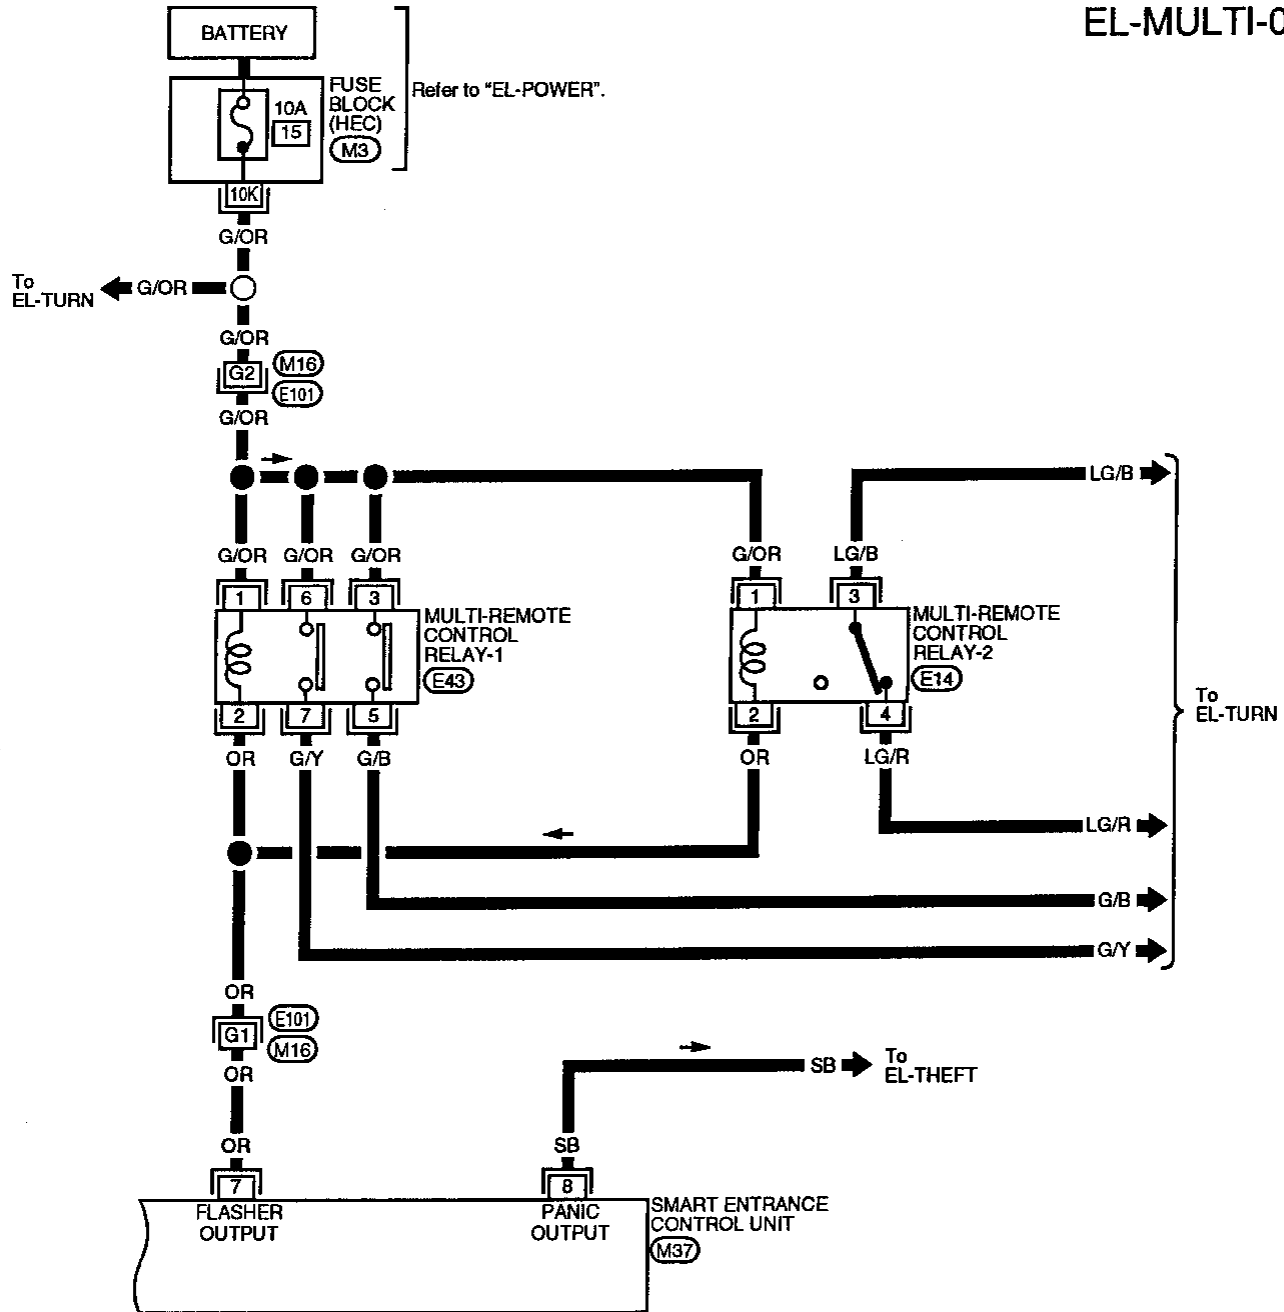 EL-MULTI-0
BATTERY
10A
15
FUSE
BLOCK
(HEC)
M3
Refer to "EL-POWER".
10K
G/OR
To
EL-TURN
G/OR
G/OR
G2
M16
E101
G/OR
LG/B
G/OR
G/OR
G/OR
G/OR
LG/B
1
6
3
1
3
MULTI-REMOTE
CONTROL
RELAY-1
E43
MULTI-REMOTE
CONTROL
RELAY-2
E14
2
7
5
2
4
To
EL-TURN
OR
G/Y
G/B
OR
LG/R
LG/R
G/B
G/Y
OR
G1
E101
M16
OR
SB
To
EL-THEFT
OR
SB
7
8
FLASHER
OUTPUT
PANIC
OUTPUT
SMART ENTRANCE
CONTROL UNIT
M37